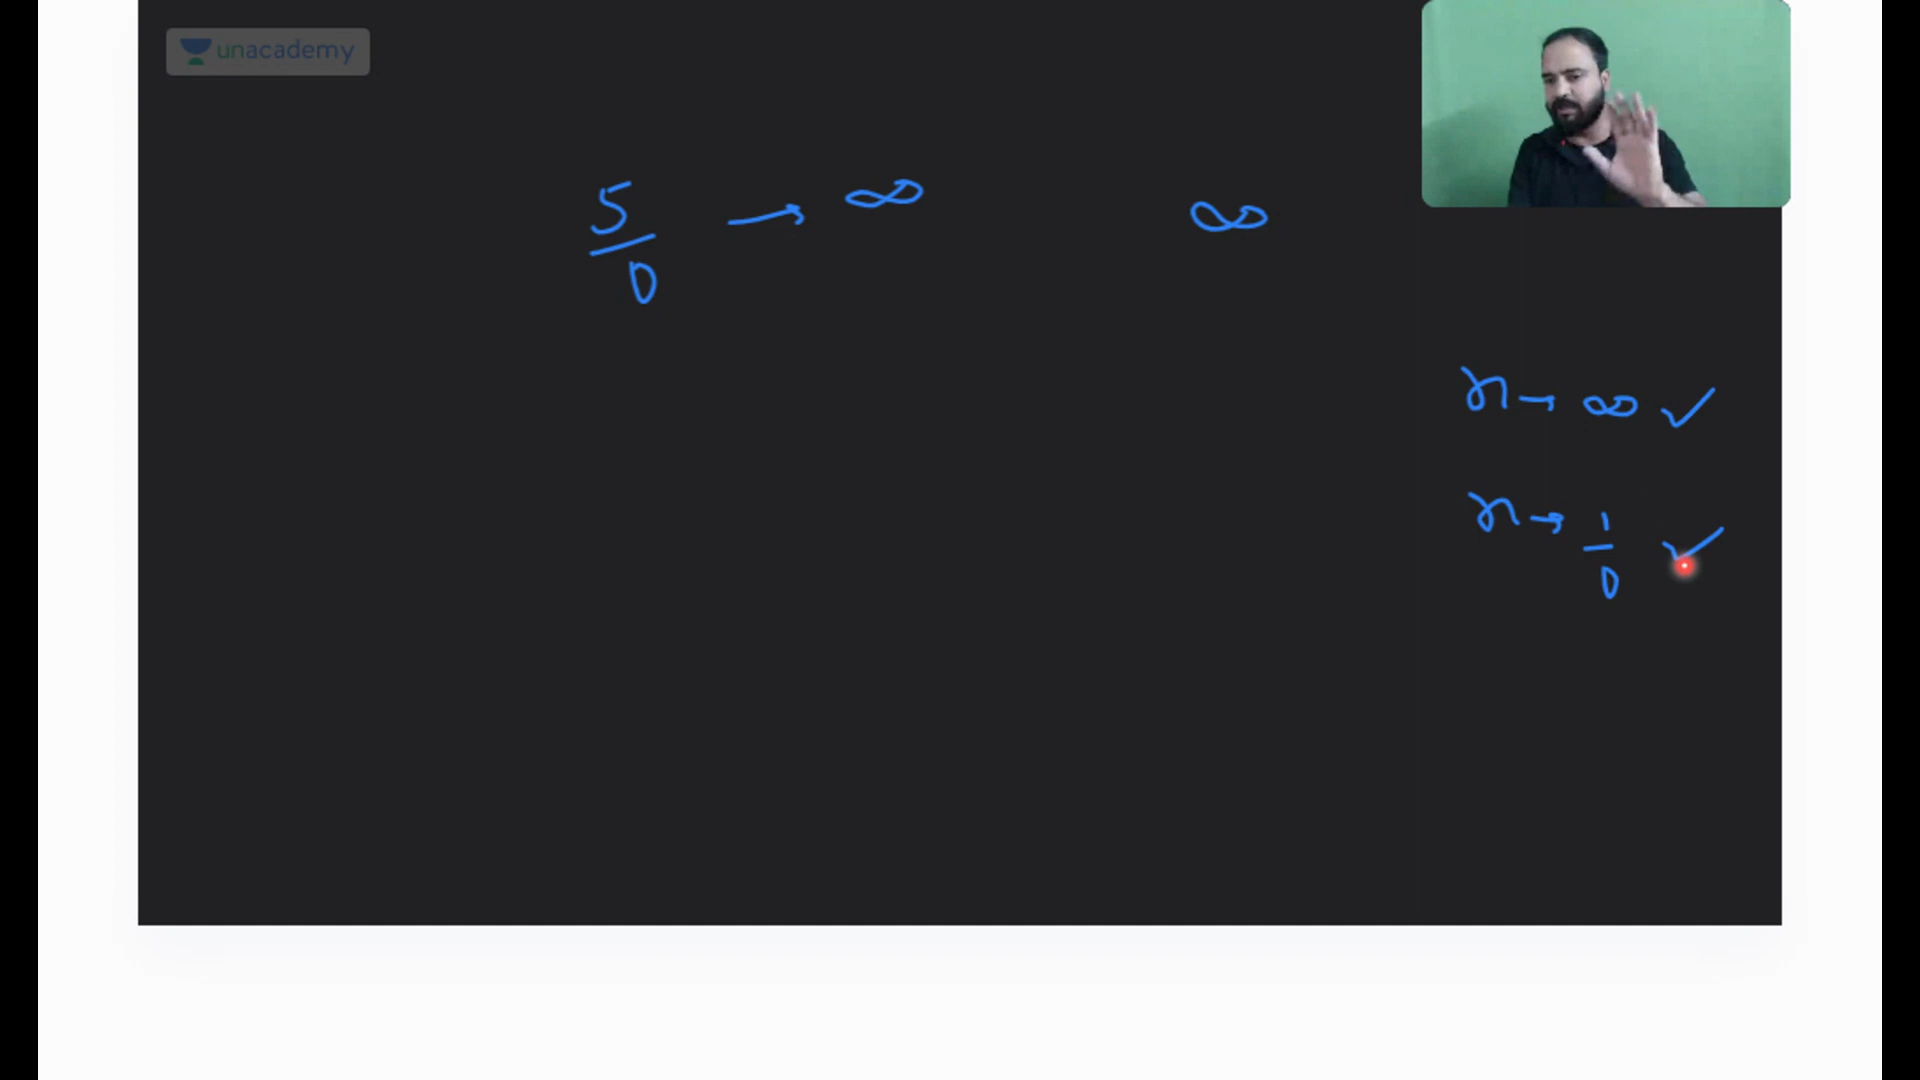 unacademy
5/0 → ∞ ∞
n → ∞ ✓
n → 1/0 ✓